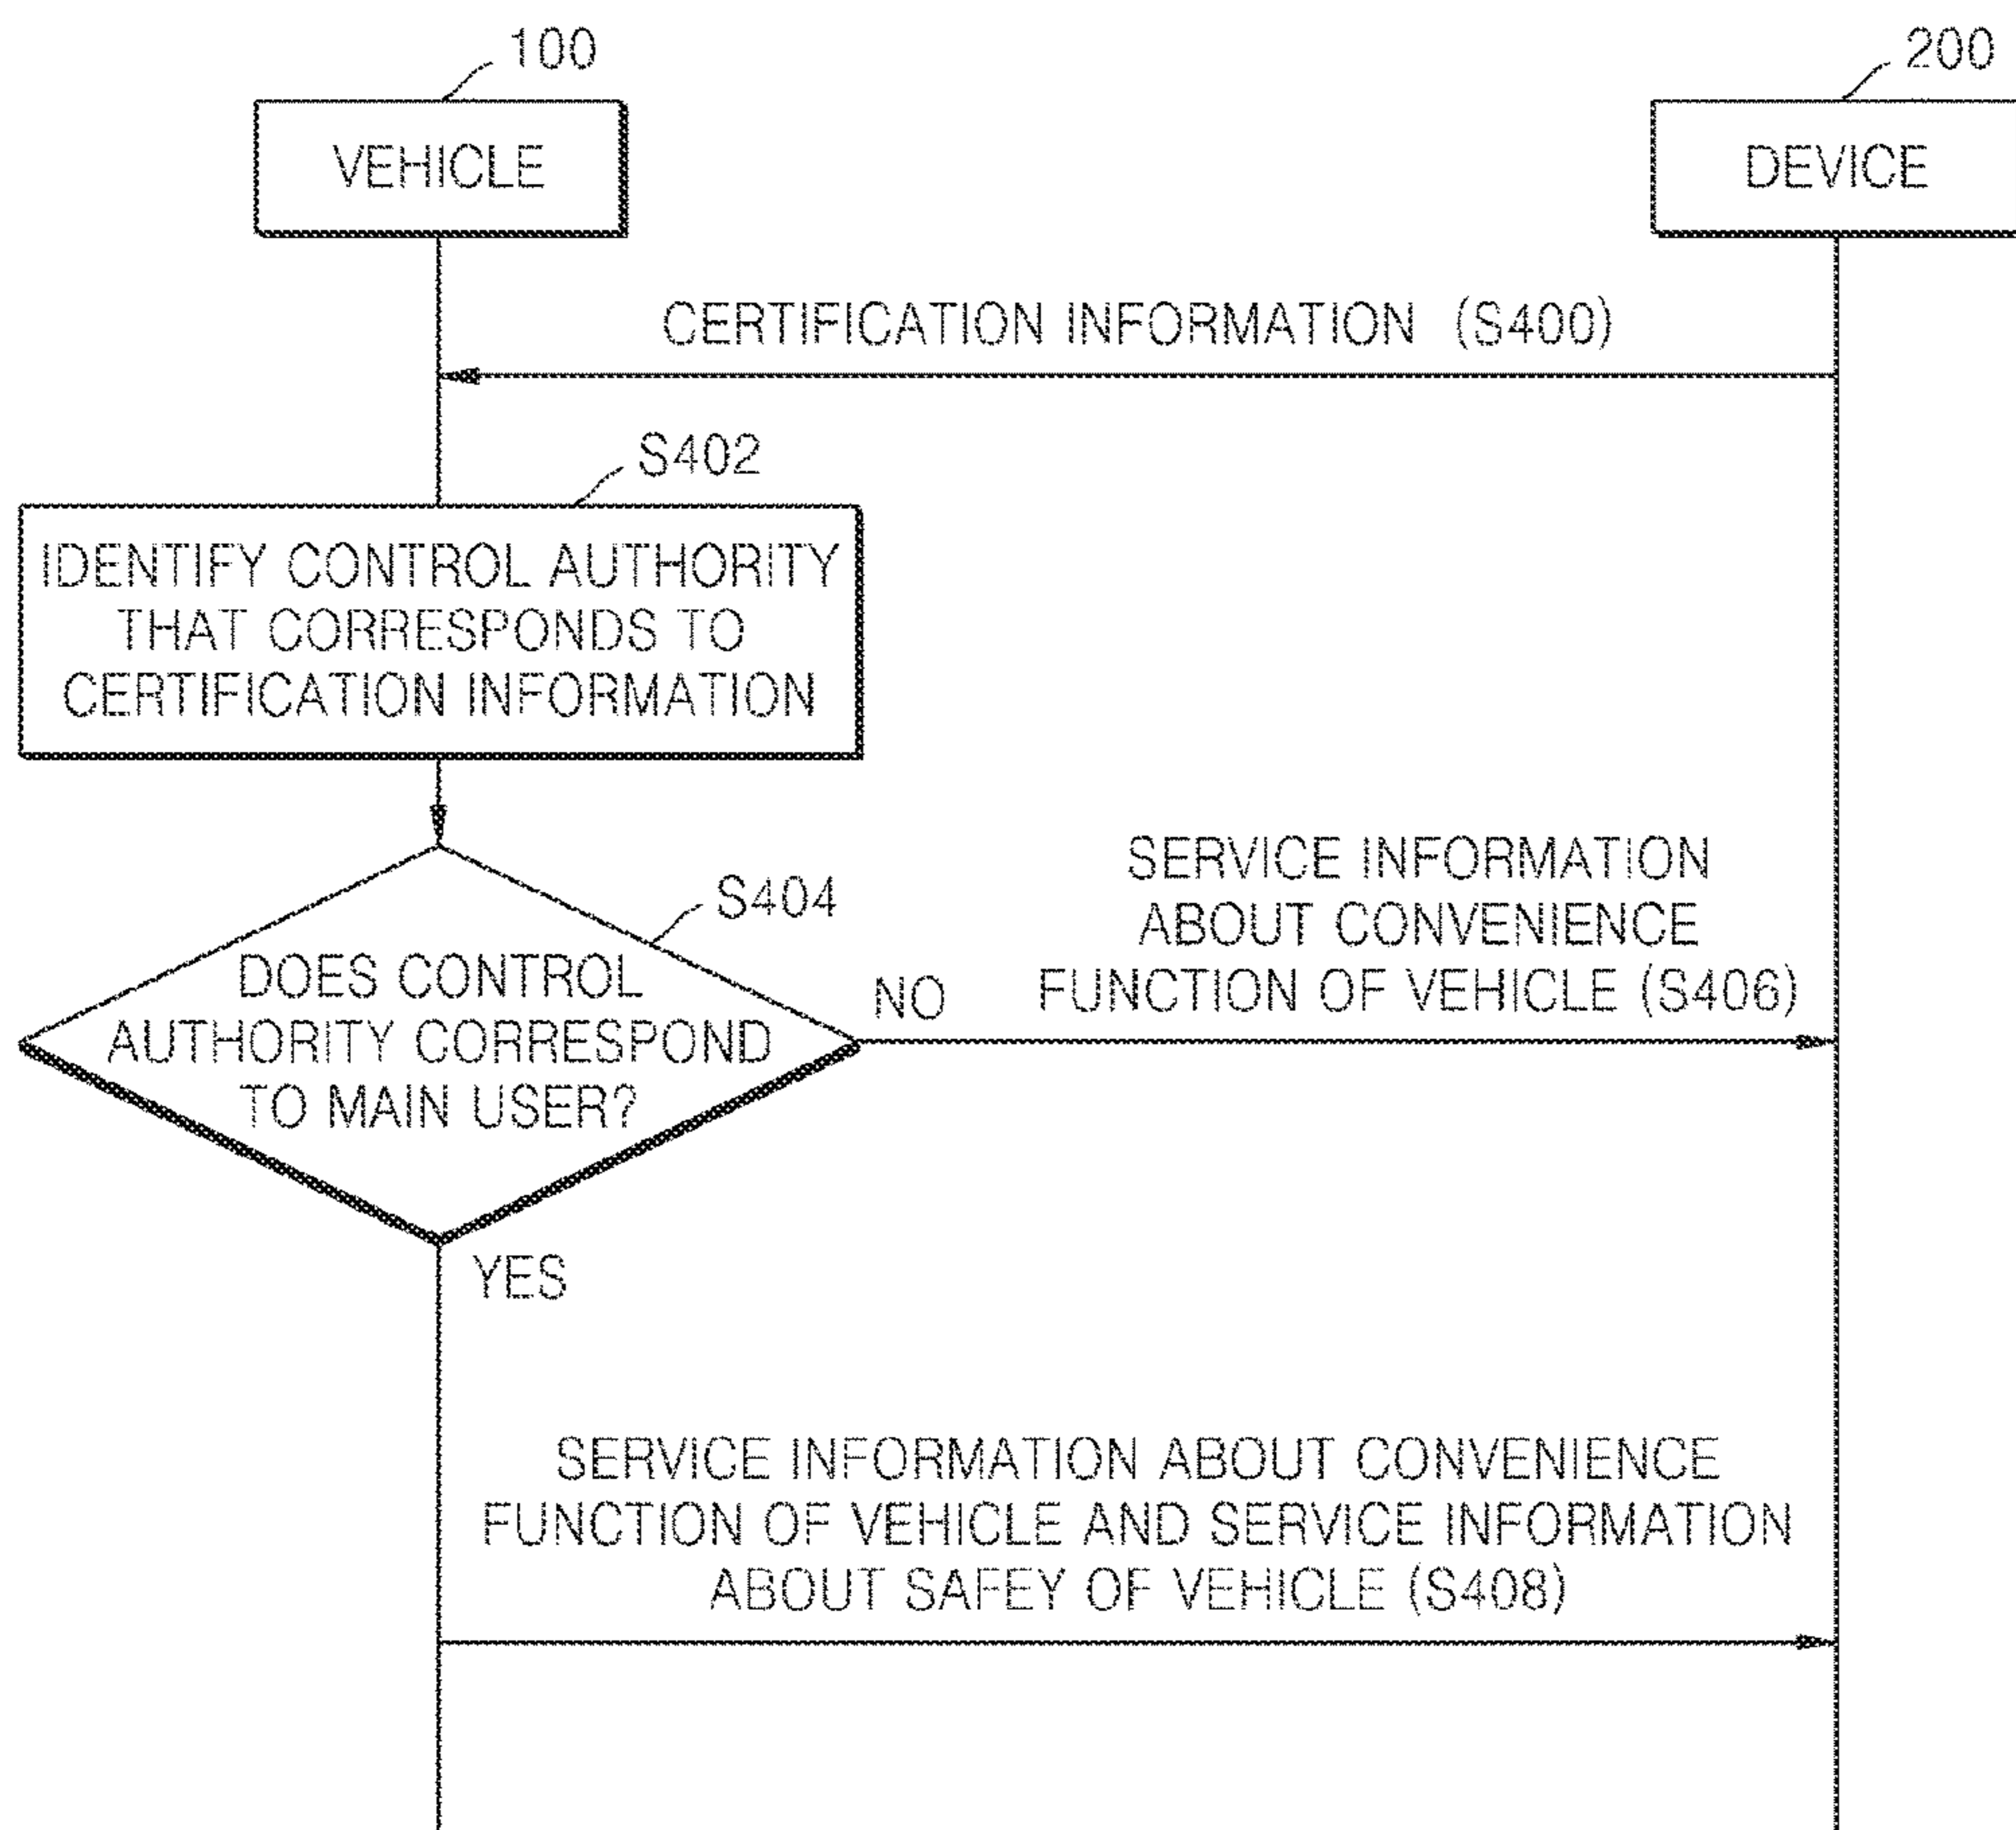 100
200
VEHICLE
DEVICE
CERTIFICATION INFORMATION (S400)
S402
IDENTIFY CONTROL AUTHORITY
THAT CORRESPONDS TO
CERTIFICATION INFORMATION
S404
DOES CONTROL
AUTHORITY CORRESPOND
TO MAIN USER?
NO
SERVICE INFORMATION
ABOUT CONVENIENCE
FUNCTION OF VEHICLE (S406)
YES
SERVICE INFORMATION ABOUT CONVENIENCE
FUNCTION OF VEHICLE AND SERVICE INFORMATION
ABOUT SAFEY OF VEHICLE (S408)